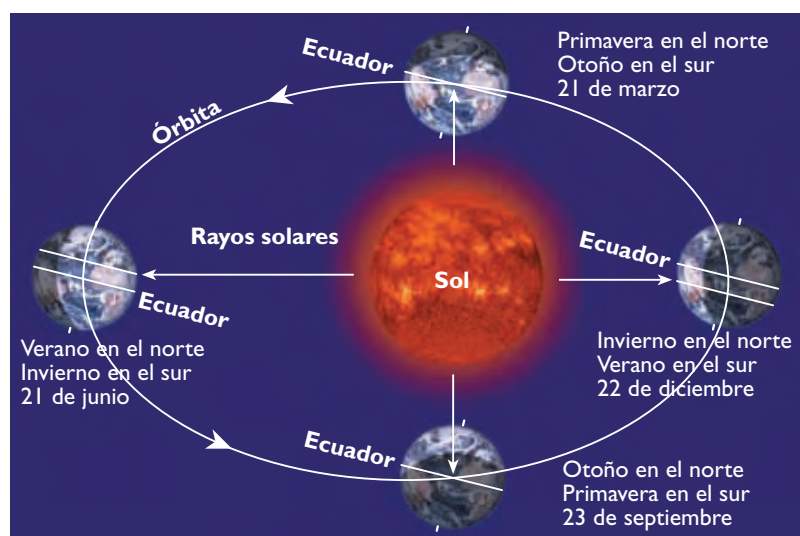 Ecuador
Primavera en el norte
Otoño en el sur
21 de marzo
Órbita
Rayos solares
Sol
Ecuador
Ecuador
Verano en el norte
Invierno en el sur
21 de junio
Invierno en el norte
Verano en el sur
22 de diciembre
Ecuador
Otoño en el norte
Primavera en el sur
23 de septiembre